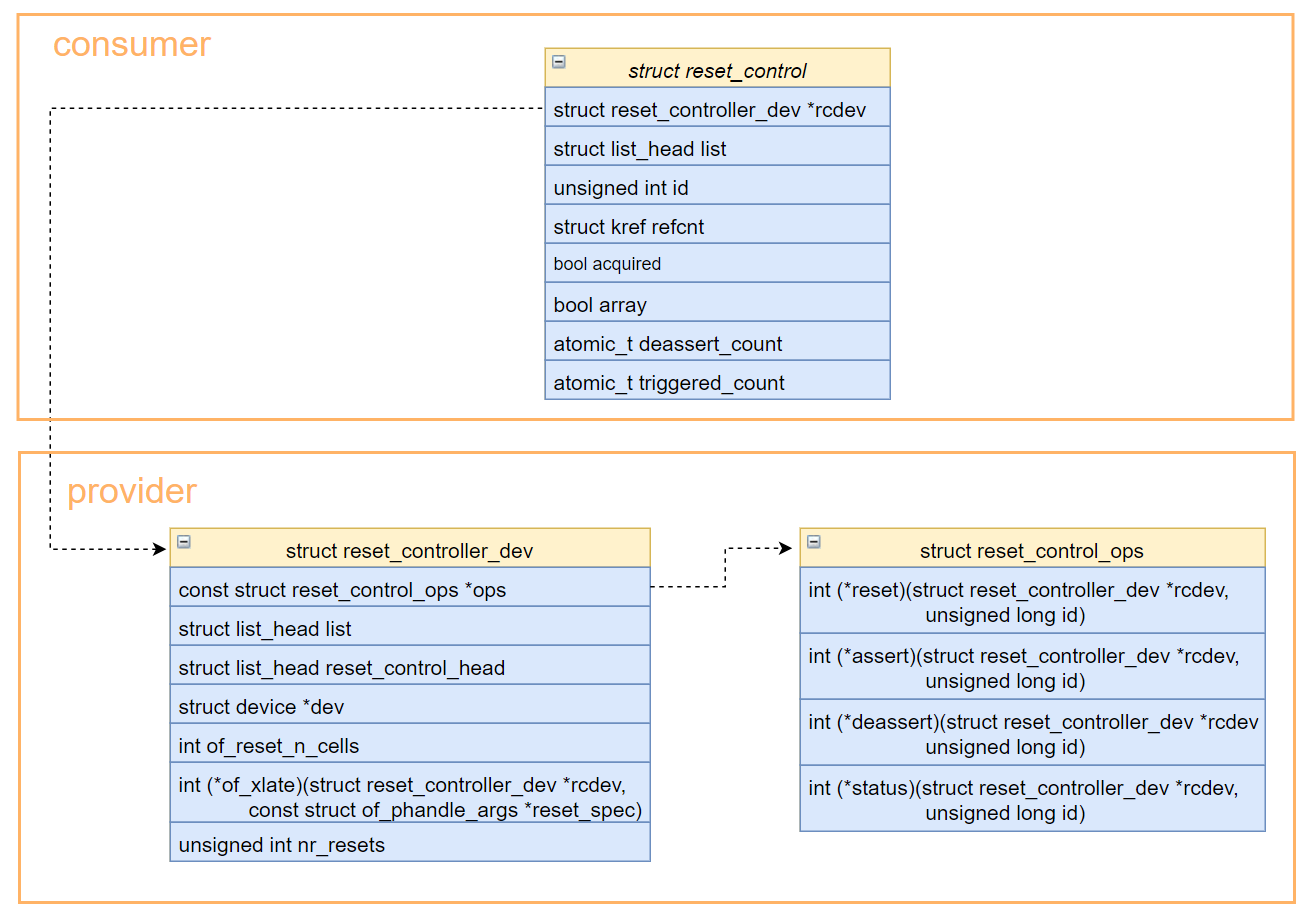 consumer
struct reset_control
struct reset_controller_dev *rcdev
struct list_head list
unsigned int id
struct kref refcnt
bool acquired
bool array
atomic_t deassert_count
atomic_t triggered_count
provider
struct reset_controller_dev
const struct reset_control_ops *ops
struct list_head list
struct list_head reset_control_head
struct device *dev
int of_reset_n_cells
int (*of_xlate)(struct reset_controller_dev *rcdev,
const struct of_phandle_args *reset_spec)
unsigned int nr_resets
struct reset_control_ops
int (*reset)(struct reset_controller_dev *rcdev,
unsigned long id)
int (*assert)(struct reset_controller_dev *rcdev,
unsigned long id)
int (*deassert)(struct reset_controller_dev *rcdev
unsigned long id)
int (*status)(struct reset_controller_dev *rcdev,
unsigned long id)